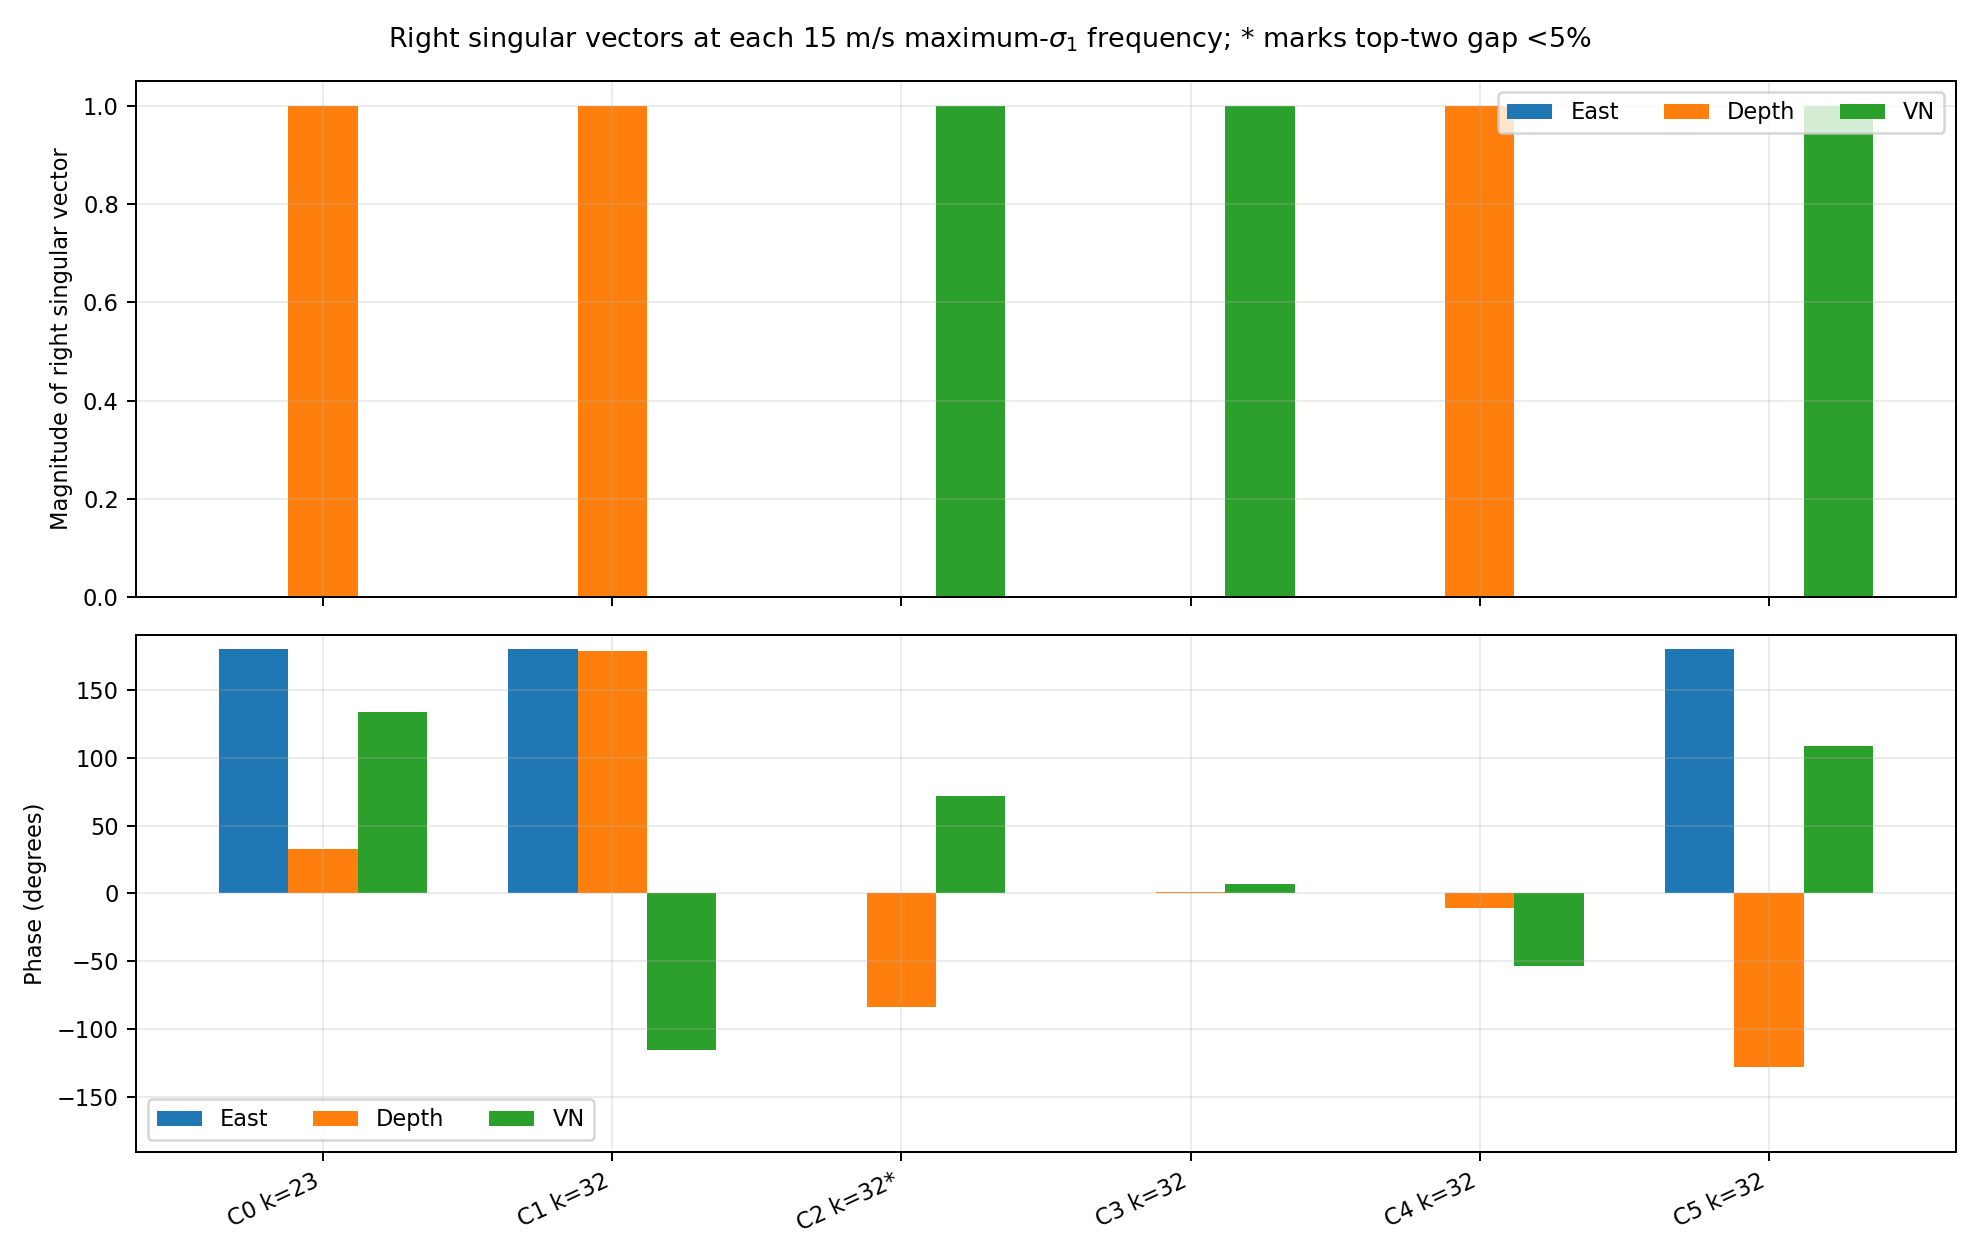 Right singular vectors at each 15 m/s maximum-σ₁ frequency; * marks top-two gap <5%
Magnitude of right singular vector
1.0
0.8
0.6
0.4
0.2
0.0
East Depth VN
Phase (degrees)
150
100
50
0
−50
−100
−150
East Depth VN
C0 k=23
C1 k=32
C2 k=32*
C3 k=32
C4 k=32
C5 k=32